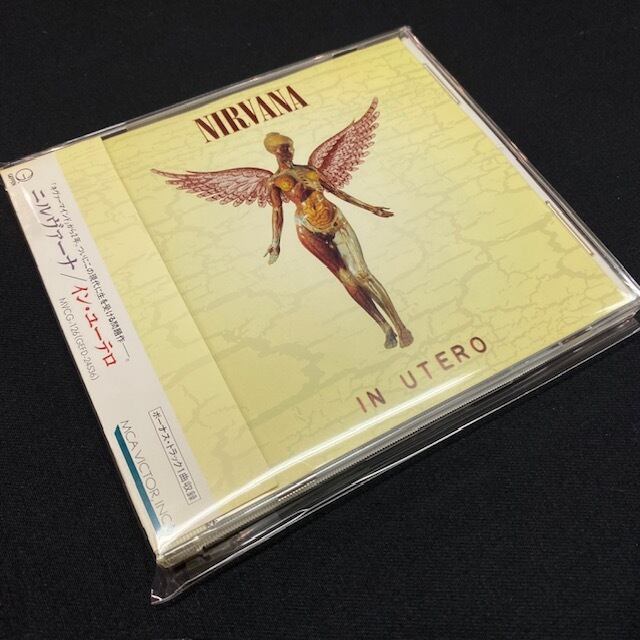 NIRVANA
IN UTERO
ニルヴァーナ/イン・ユーテロ
MVCG-126(GEFD-24536)
ボーナス・トラック1曲収録
MCA VICTOR INC